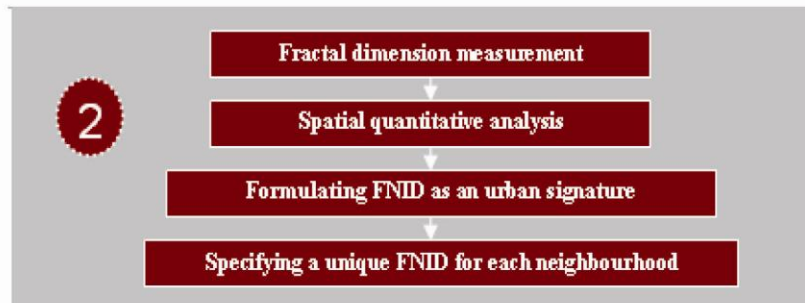 Fractal dimension measurement
2
Spatial quantitative analysis
Formulating FNID as an urban signature
Specifying a unique FNID for each neighbourhood